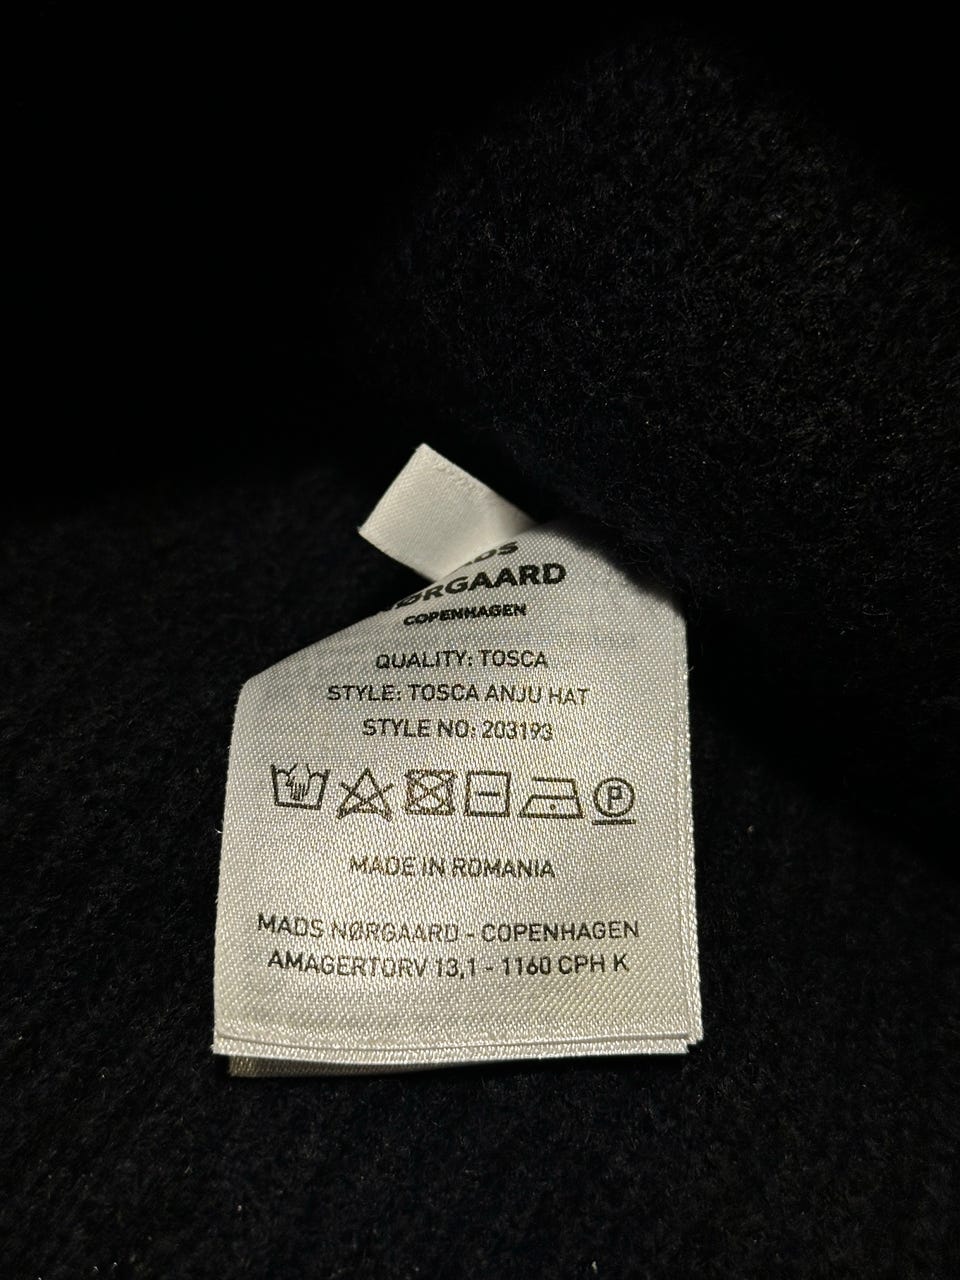 NØRGAARD
COPENHAGEN
QUALITY: TOSCA
STYLE: TOSCA ANJU HAT
STYLE NO: 203193
P
MADE IN ROMANIA
MADS NØRGAARD - COPENHAGEN
AMAGERTORV 13,1 - 1160 CPH K